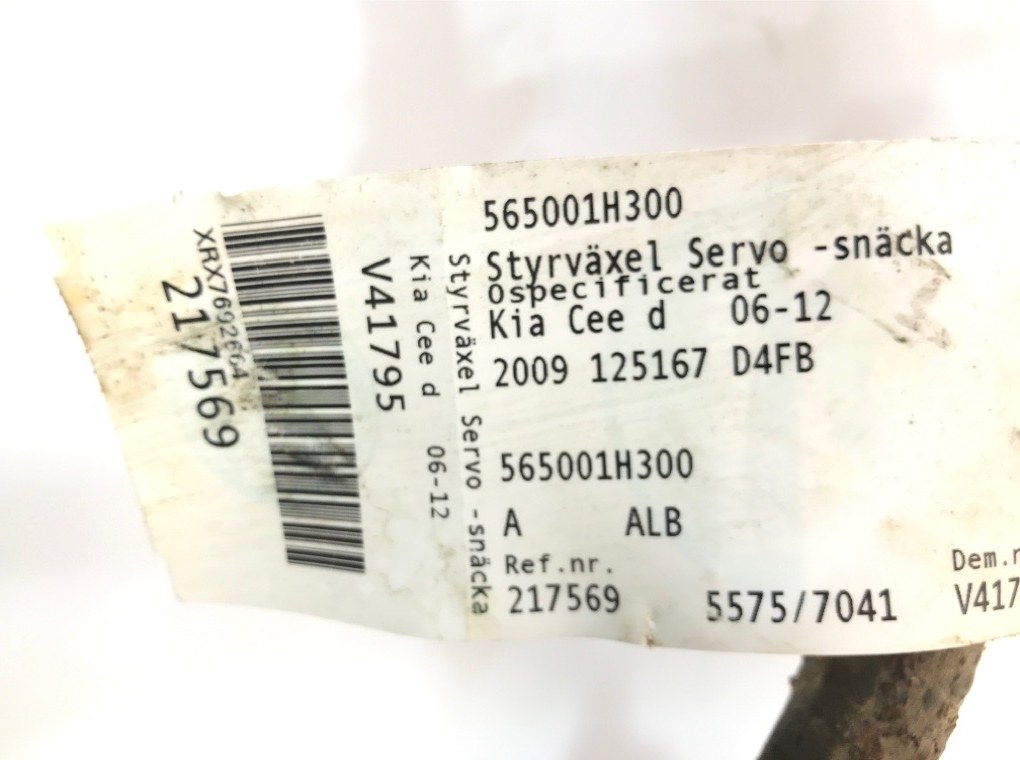 565001H300
Styrväxel Servo -snäcka
Ospecificerat
Kia Cee d 06-12
2009 125167 D4FB
565001H300
A ALB
Ref.nr.
217569 5575/7041
Dem.n
V417
Styrväxel Servo -snäcka
Kia Cee d 06-12
V41795
217569